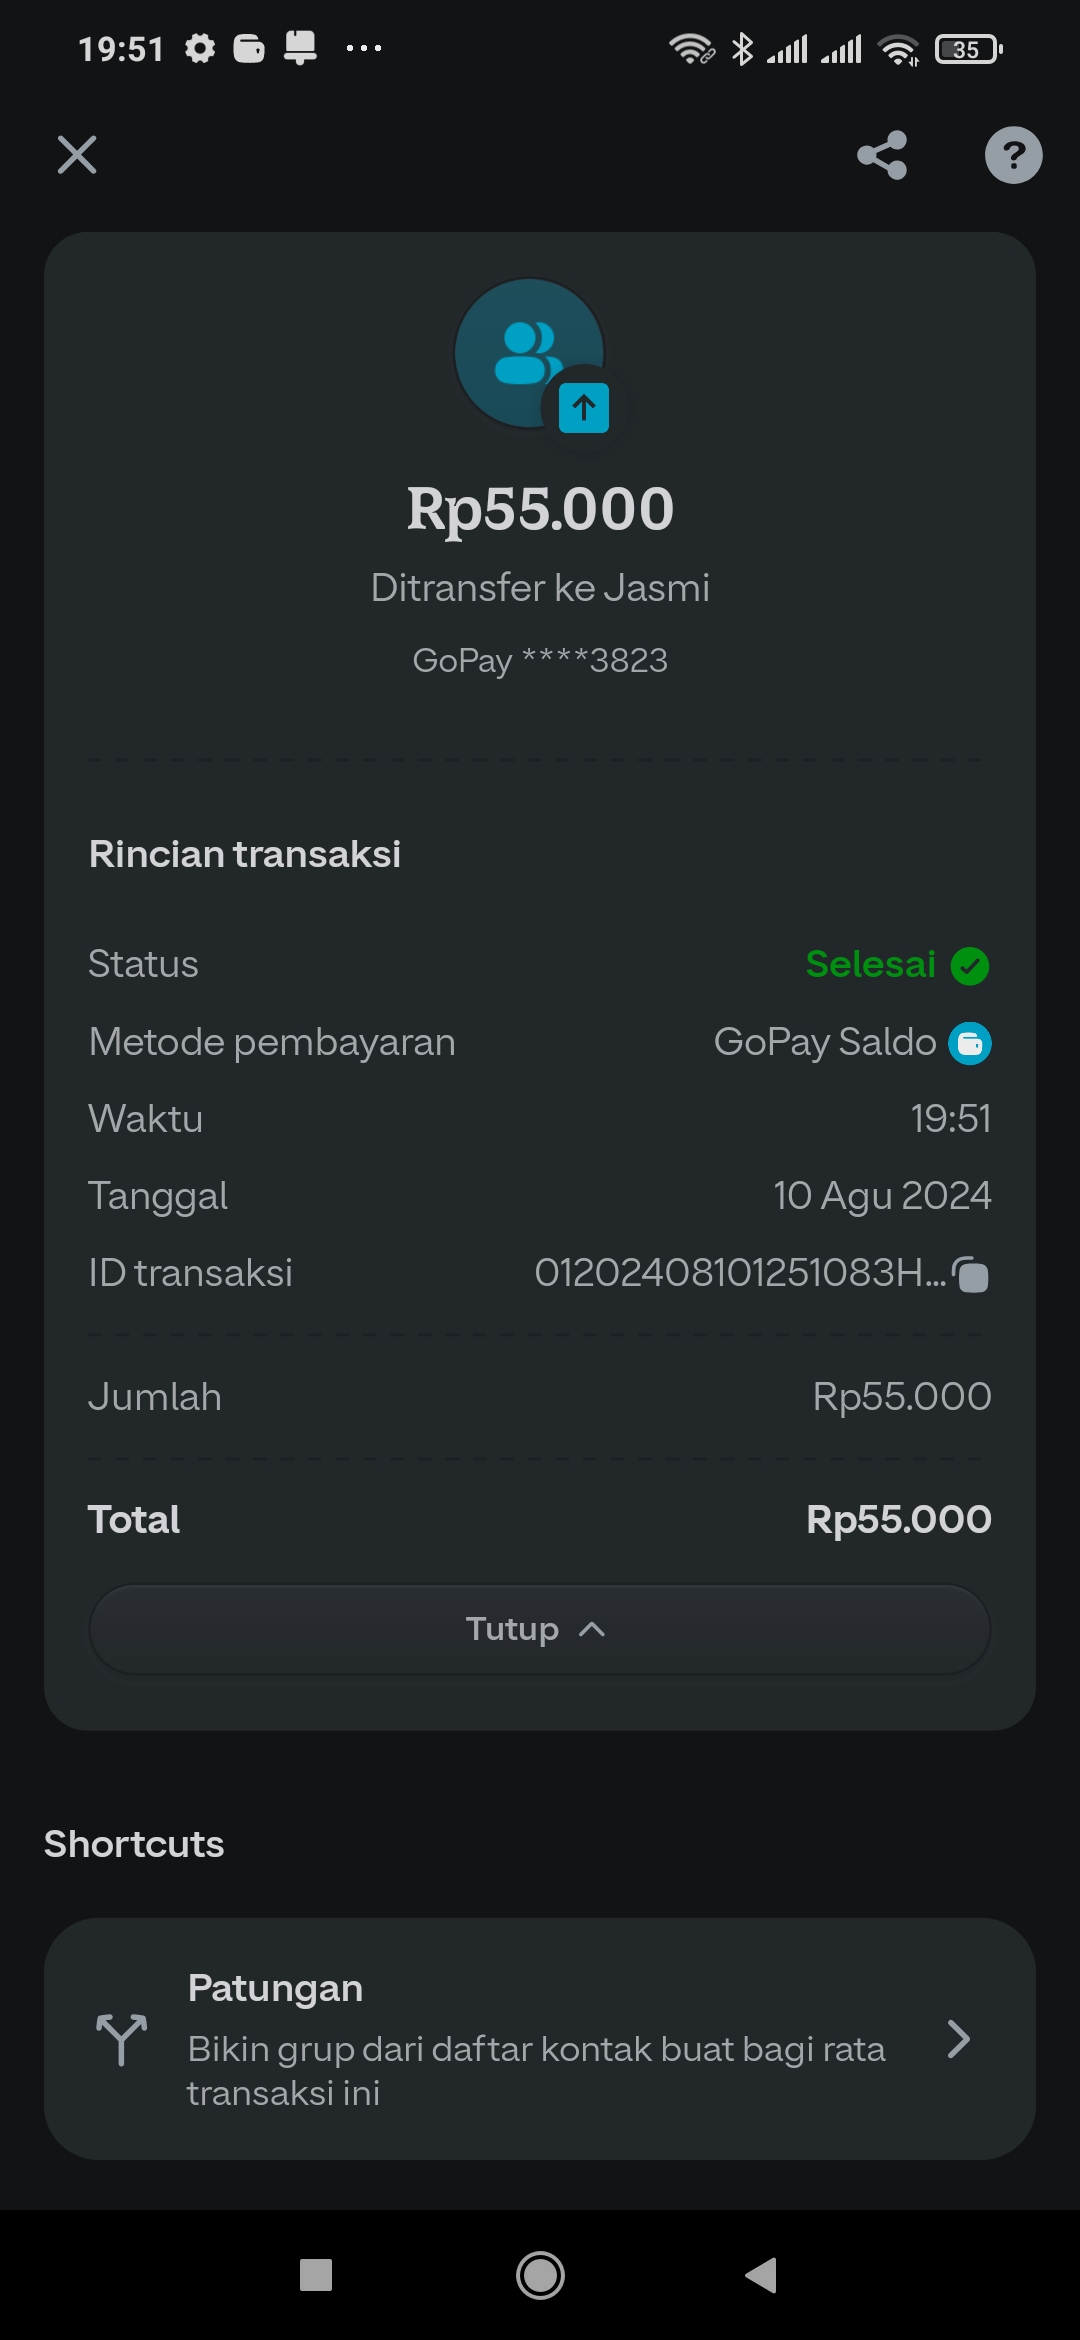 19:51
35
?
Rp55.000
Ditransfer ke Jasmi
GoPay ****3823
Rincian transaksi
Status Selesai
Metode pembayaran GoPay Saldo
Waktu 19:51
Tanggal 10 Agu 2024
ID transaksi 01202408101251083H...
Jumlah Rp55.000
Total Rp55.000
Tutup
Shortcuts
Patungan
Bikin grup dari daftar kontak buat bagi rata
transaksi ini